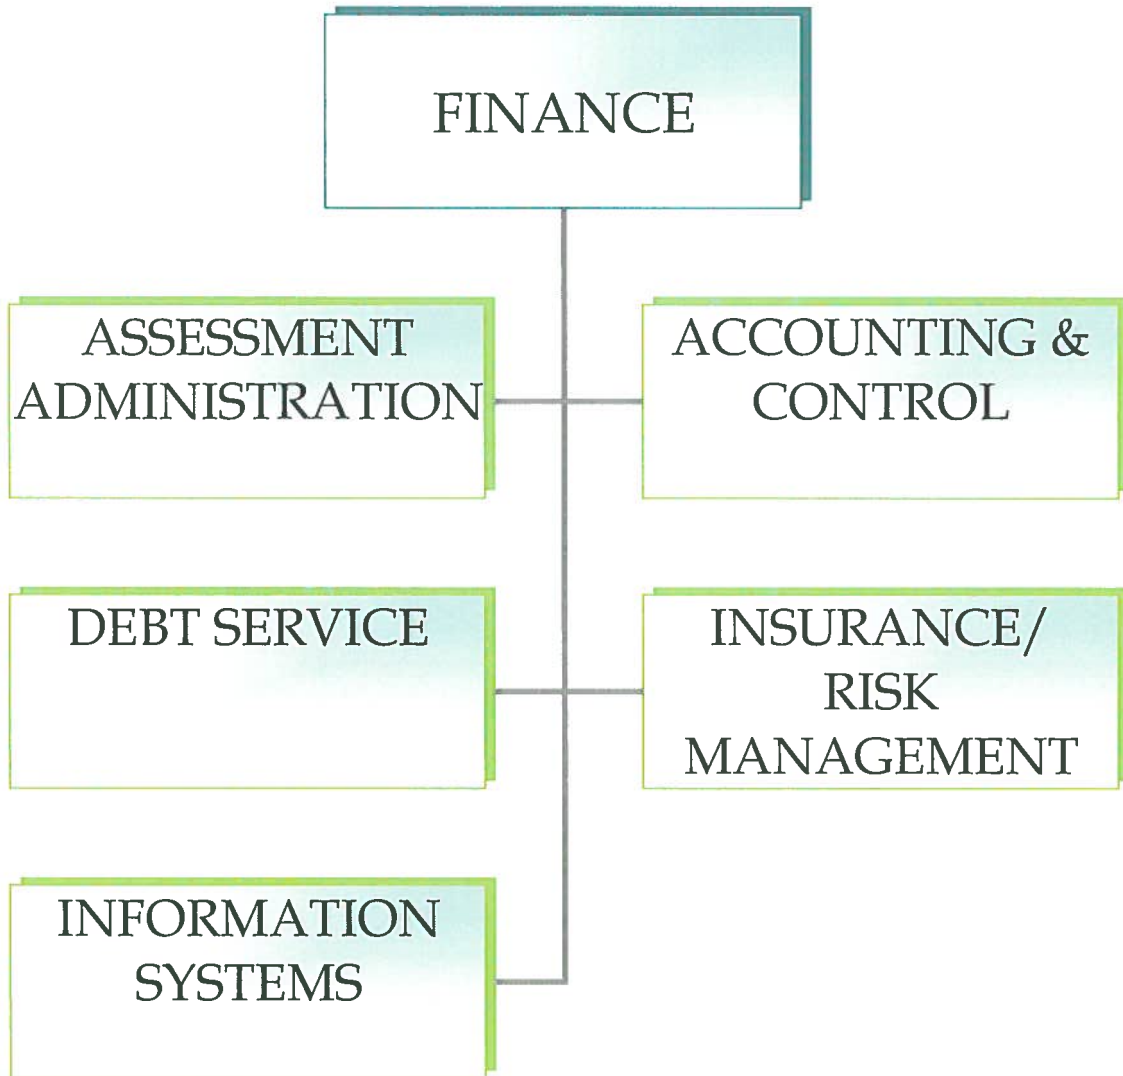 FINANCE
ASSESSMENT
ADMINISTRATION
ACCOUNTING &
CONTROL
DEBT SERVICE
INSURANCE/
RISK
MANAGEMENT
INFORMATION
SYSTEMS